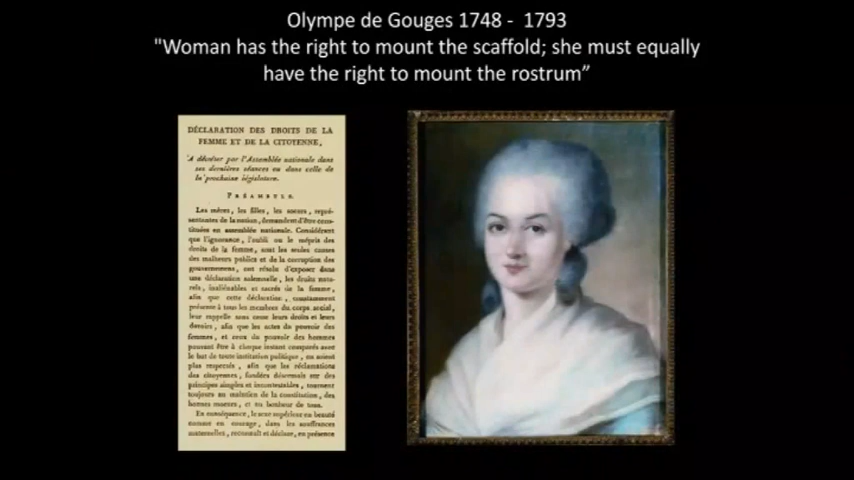 Olympe de Gouges 1748 - 1793
"Woman has the right to mount the scaffold; she must equally
have the right to mount the rostrum”
DÉCLARATION DES DROITS DE LA
FEMME ET DE LA CITOYENNE,
A décréter par l'Assemblée nationale dans
ses dernières séances ou dans celle de
la prochaine législature.
PRÉAMBULE.
Les mères, les filles, les soeurs, repré-
sentantes de la nation, demandent d'être cons-
tituées en assemblée nationale. Considérant
que l'ignorance, l'oubli ou le mépris des
droits de la femme, sont les seules causes
des malheurs publics et de la corruption des
gouvernemens, ont résolu d'exposer dans
une déclaration solemnelle, les droits natu-
rels, inaliénables et sacrés de la femme,
afin que cette déclaration, constamment
présente à tous les membres du corps social,
leur rappelle sans cesse leurs droits et leurs
devoirs, afin que les actes du pouvoir des
femmes, et ceux du pouvoir des hommes
pouvant être à chaque instant comparés avec
le but de toute institution politique, en soient
plus respectés, afin que les réclamations
des citoyennes, fondées désormais sur des
principes simples et incontestables, tournent
toujours au maintien de la constitution, des
bonnes moeurs, et au bonheur de tous.
En conséquence, le sexe supérieur en beauté
comme en courage, dans les souffrances
maternelles, reconnaît et déclare, en présence